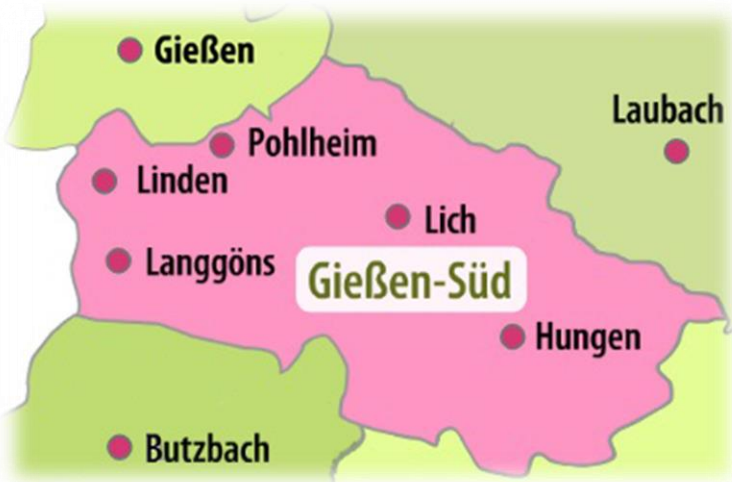 Gießen
Laubach
Pohlheim
Linden
Lich
Langgöns
Gießen-Süd
Hungen
Butzbach